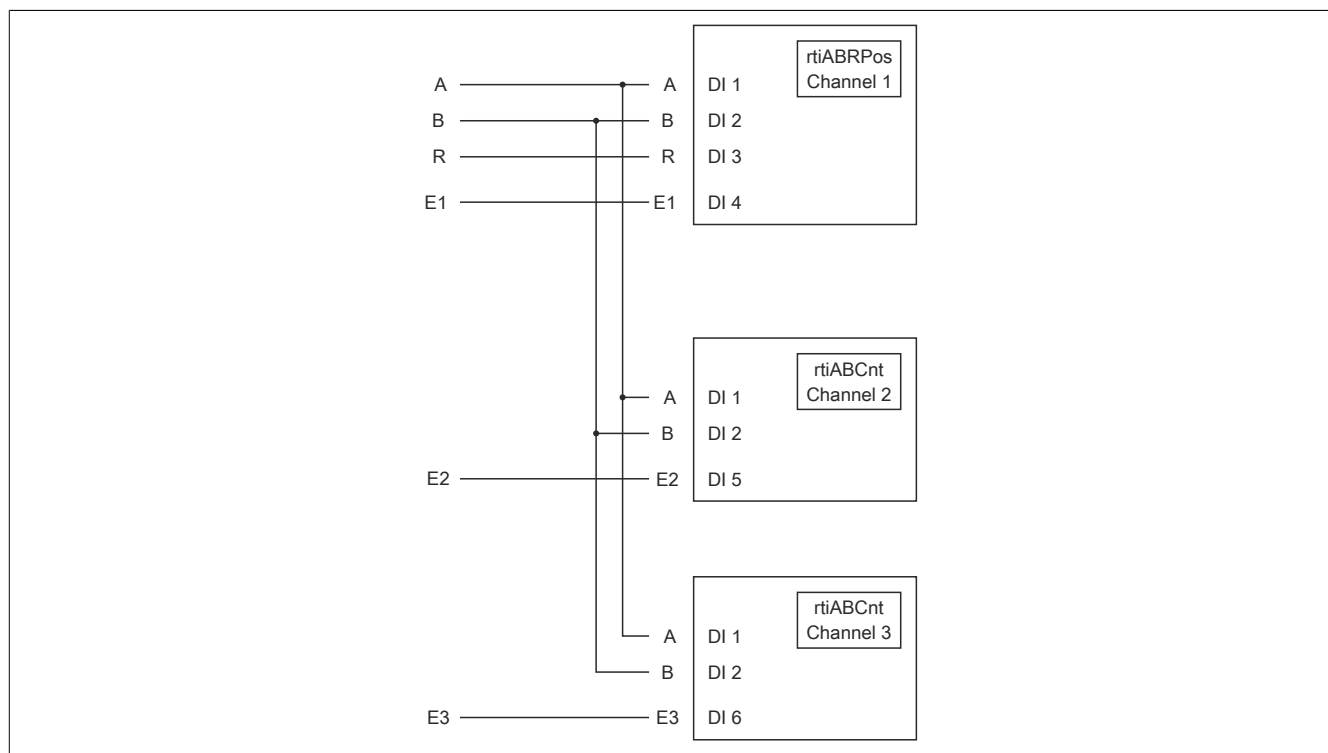 rtiABRPos
Channel 1
A A DI 1
B B DI 2
R R DI 3
E1 E1 DI 4
rtiABCnt
Channel 2
A DI 1
B DI 2
E2 E2 DI 5
rtiABCnt
Channel 3
A DI 1
B DI 2
E3 E3 DI 6